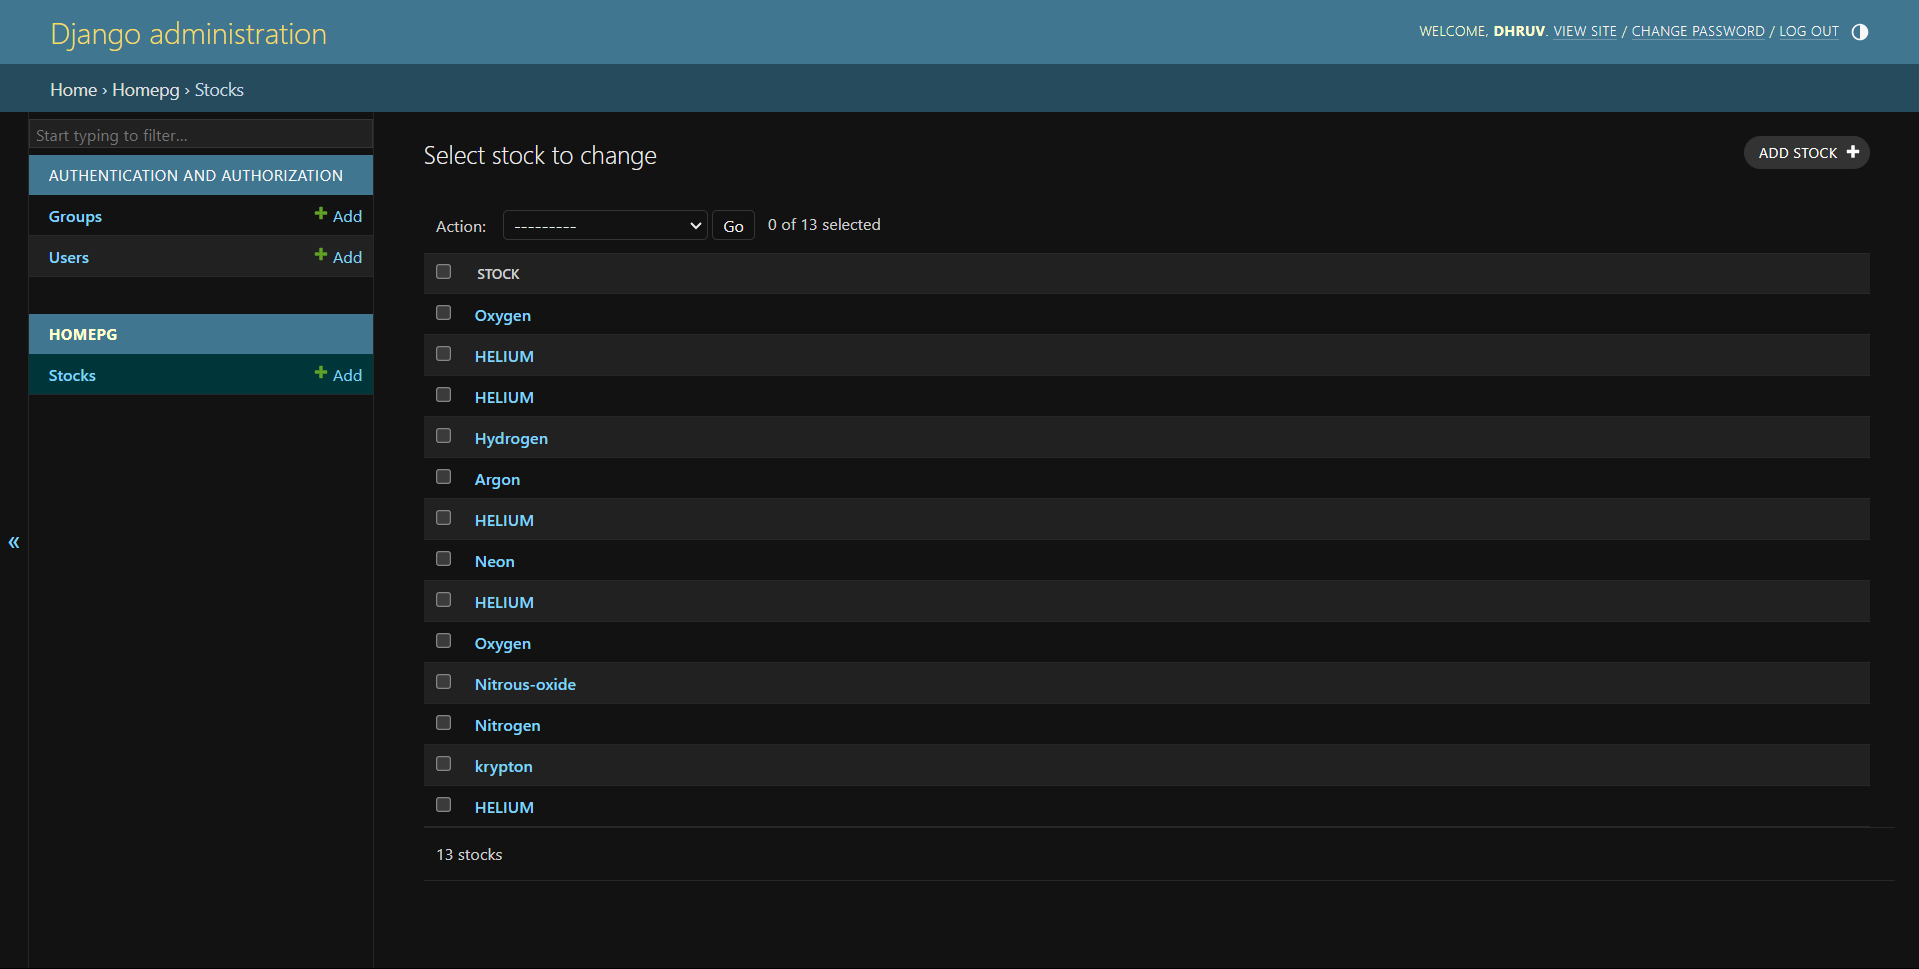 Django administration
WELCOME, DHRUV. VIEW SITE / CHANGE PASSWORD / LOG OUT
Home › Homepg › Stocks
Start typing to filter...
AUTHENTICATION AND AUTHORIZATION
Groups Add
Users Add
HOMEPG
Stocks Add
«
Select stock to change
ADD STOCK
Action: --------- Go 0 of 13 selected
STOCK
Oxygen
HELIUM
HELIUM
Hydrogen
Argon
HELIUM
Neon
HELIUM
Oxygen
Nitrous-oxide
Nitrogen
krypton
HELIUM
13 stocks